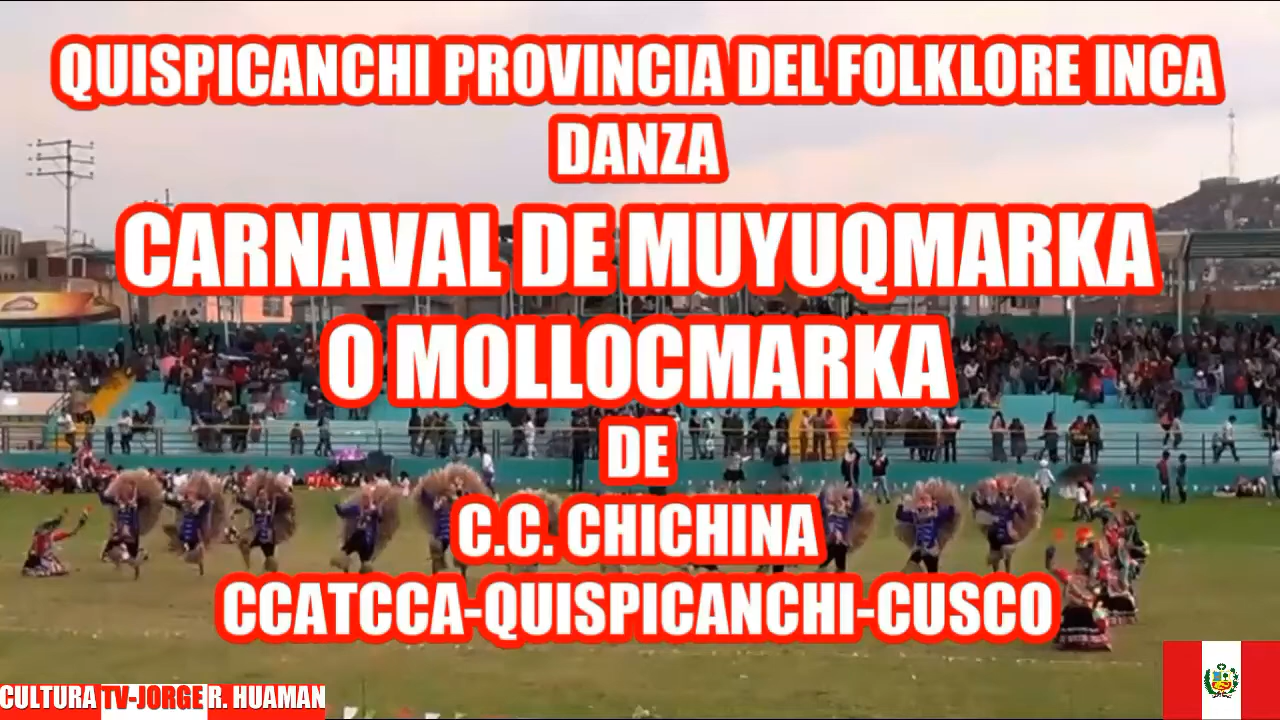 QUISPICANCHI PROVINCIA DEL FOLKLORE INCA
DANZA
CARNAVAL DE MUYUQMARKA
O MOLLOCMARKA
DE
C.C. CHICHINA
CCATCCA-QUISPICANCHI-CUSCO
CULTURA TV-JORGE R. HUAMAN